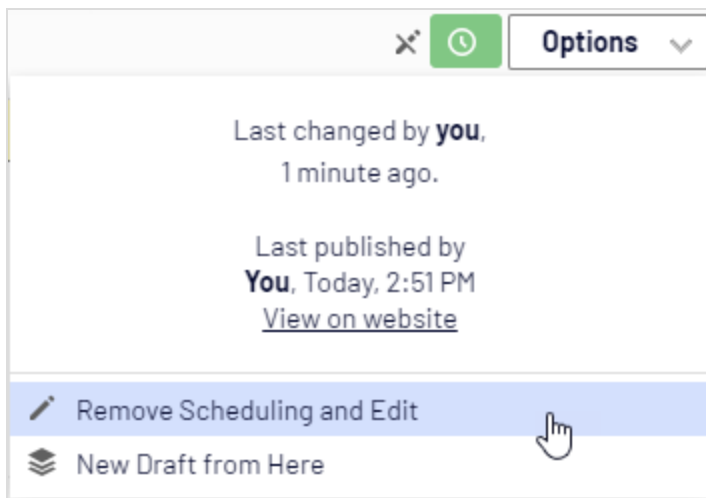 Options
Last changed by you,
1 minute ago.
Last published by
You, Today, 2:51 PM
View on website
Remove Scheduling and Edit
New Draft from Here